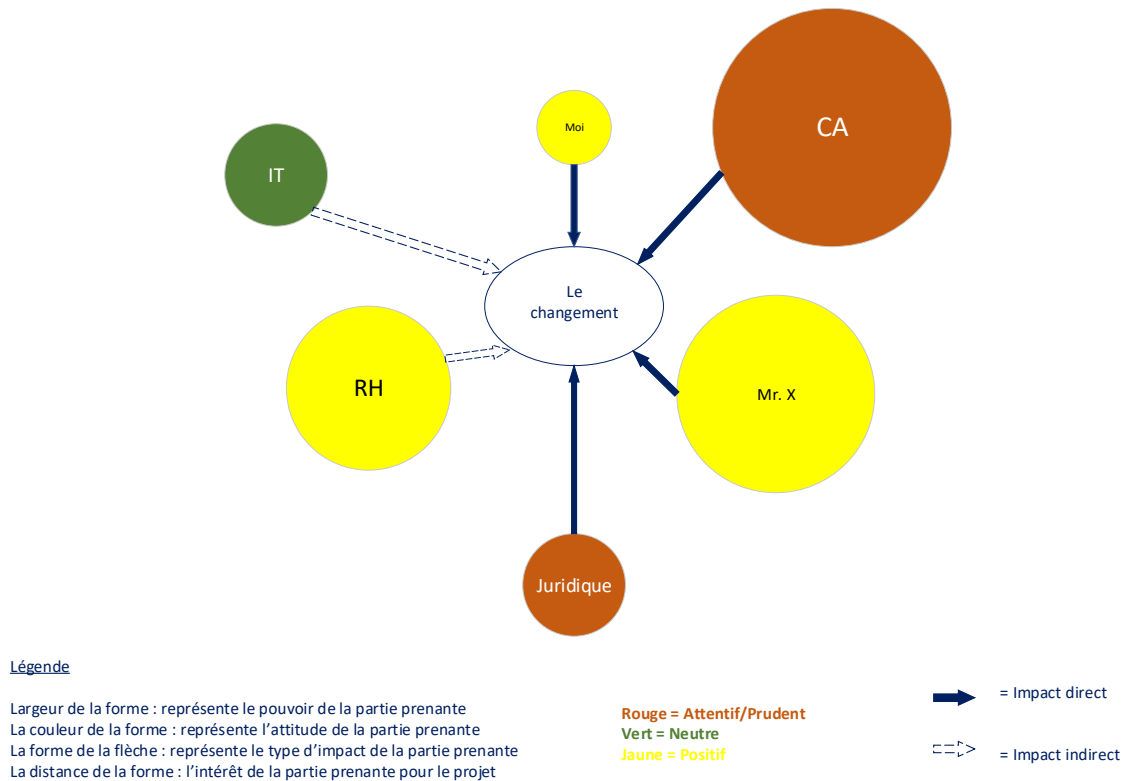 CA
Moi
IT
Le
changement
RH
Mr. X
Juridique
Légende
Largeur de la forme : représente le pouvoir de la partie prenante
La couleur de la forme : représente l’attitude de la partie prenante
La forme de la flèche : représente le type d’impact de la partie prenante
La distance de la forme : l’intérêt de la partie prenante pour le projet
Rouge = Attentif/Prudent
Vert = Neutre
Jaune = Positif
= Impact direct
= Impact indirect